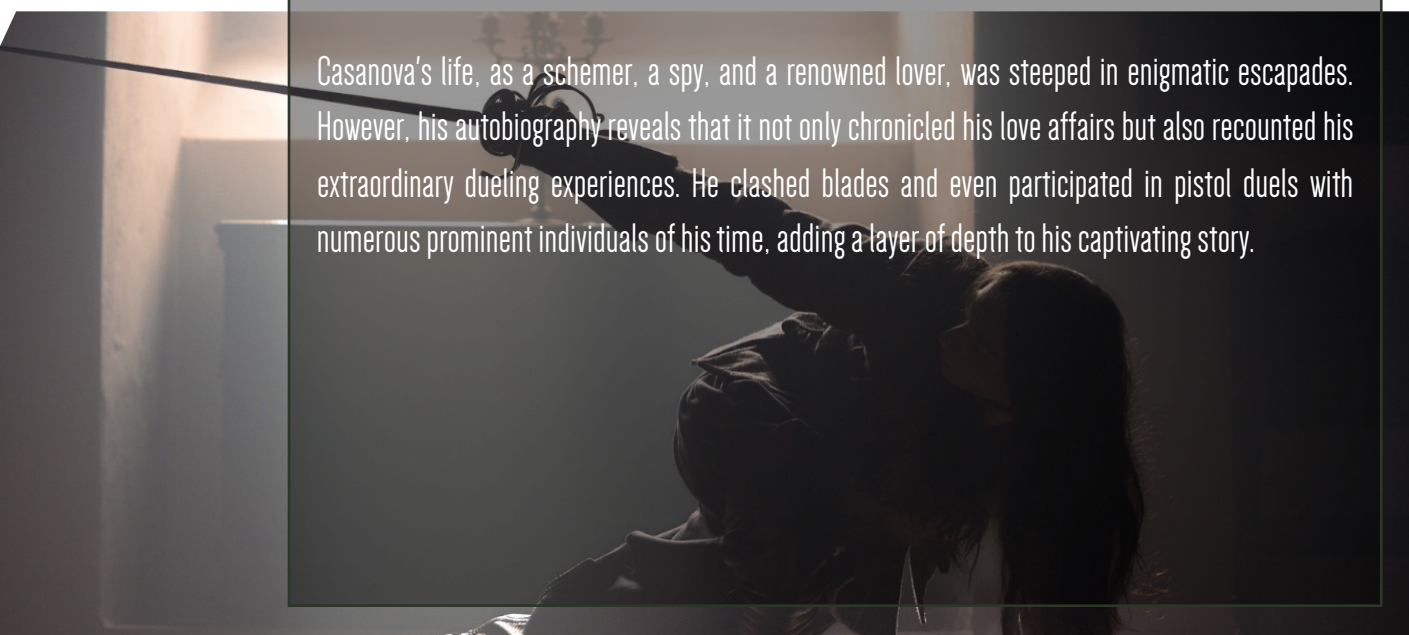 Casanova's life, as a schemer, a spy, and a renowned lover, was steeped in enigmatic escapades.
However, his autobiography reveals that it not only chronicled his love affairs but also recounted his
extraordinary dueling experiences. He clashed blades and even participated in pistol duels with
numerous prominent individuals of his time, adding a layer of depth to his captivating story.